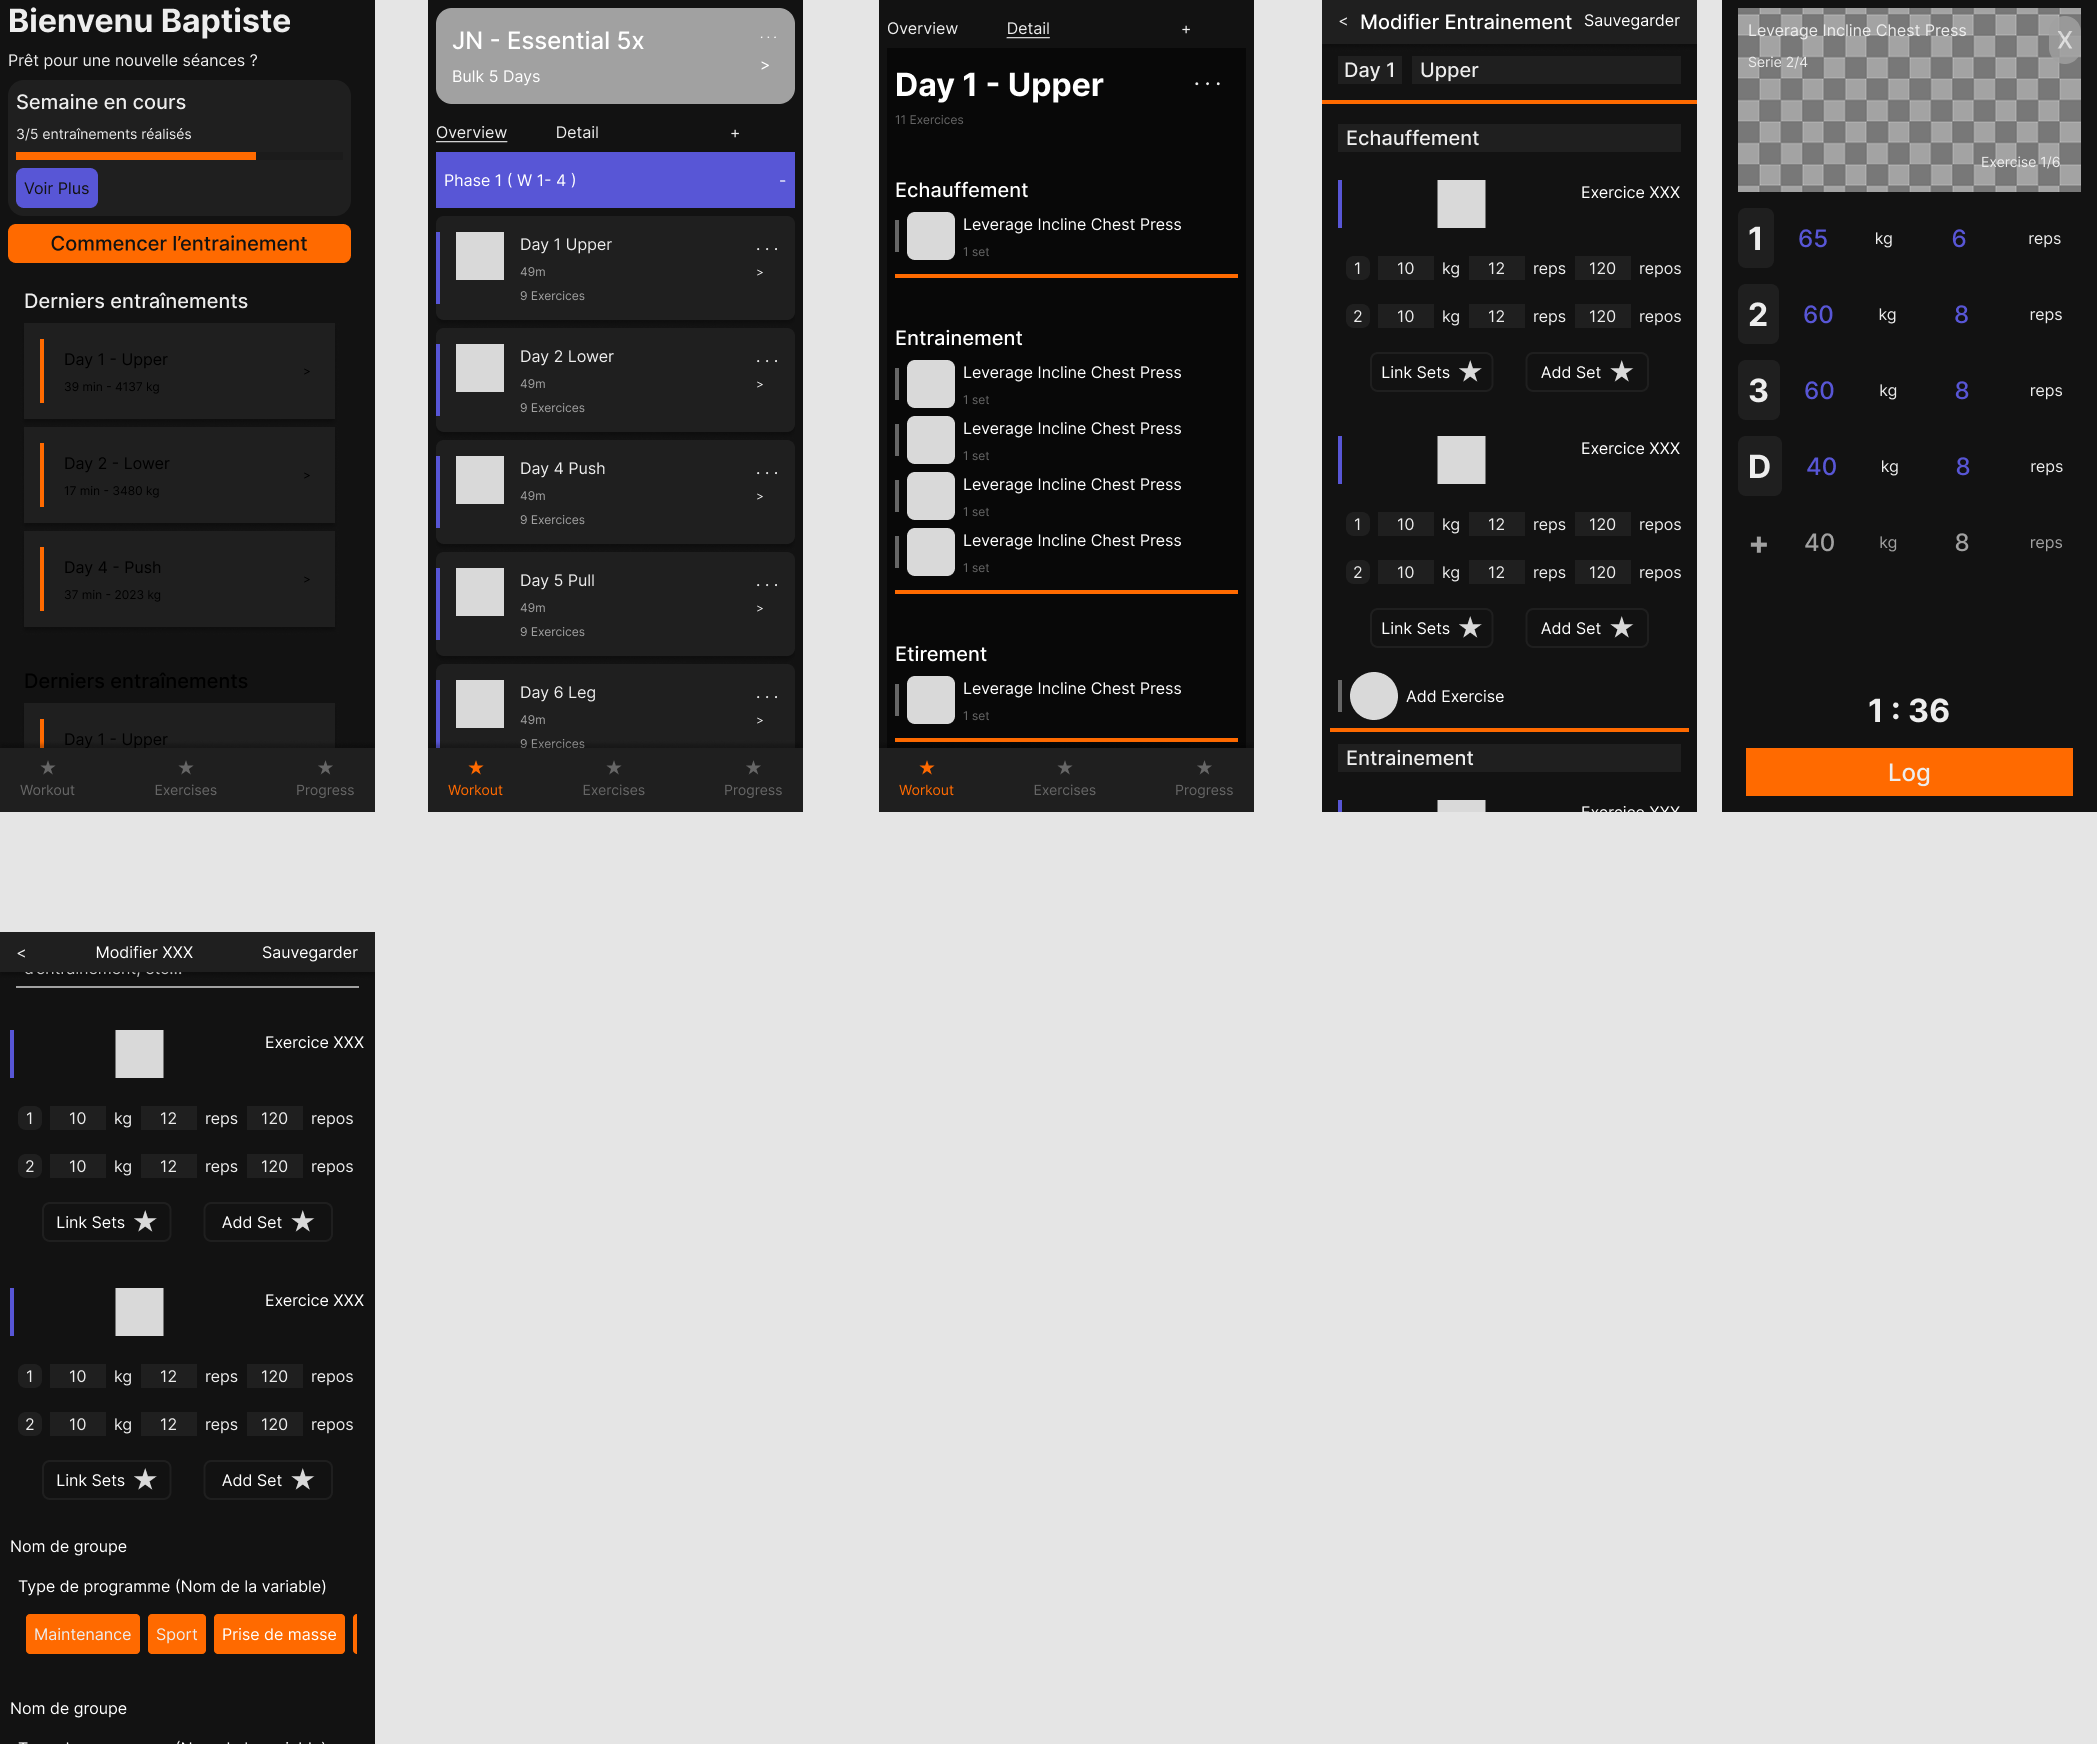 Bienvenu Baptiste
Prêt pour une nouvelle séances ?
Semaine en cours
3/5 entraînements réalisés
Voir Plus
Commencer l'entrainement
Derniers entraînements
Day 1 - Upper
39 min - 4137 kg
>
Day 2 - Lower
17 min - 3480 kg
>
Day 4 - Push
37 min - 2023 kg
>
Derniers entraînements
Day 1 - Upper
Workout
Exercises
Progress
JN - Essential 5x
...
Bulk 5 Days
>
Overview
Detail
+
Phase 1 ( W 1- 4 )
-
Day 1 Upper
...
49m
>
9 Exercices
Day 2 Lower
...
49m
>
9 Exercices
Day 4 Push
...
49m
>
9 Exercices
Day 5 Pull
...
49m
>
9 Exercices
Day 6 Leg
...
49m
>
9 Exercices
Workout
Exercises
Progress
Overview
Detail
+
Day 1 - Upper
...
11 Exercices
Echauffement
Leverage Incline Chest Press
1 set
Entrainement
Leverage Incline Chest Press
1 set
Leverage Incline Chest Press
1 set
Leverage Incline Chest Press
1 set
Leverage Incline Chest Press
1 set
Etirement
Leverage Incline Chest Press
1 set
Workout
Exercises
Progress
< Modifier Entrainement Sauvegarder
Day 1 Upper
Echauffement
Exercice XXX
1 10 kg 12 reps 120 repos
2 10 kg 12 reps 120 repos
Link Sets
Add Set
Exercice XXX
1 10 kg 12 reps 120 repos
2 10 kg 12 reps 120 repos
Link Sets
Add Set
Add Exercise
Entrainement
Exercice XXX
Leverage Incline Chest Press
X
Serie 2/4
Exercise 1/6
1 65 kg 6 reps
2 60 kg 8 reps
3 60 kg 8 reps
D 40 kg 8 reps
+ 40 kg 8 reps
1 : 36
Log
< Modifier XXX Sauvegarder
d'entrainement, etc...
Exercice XXX
1 10 kg 12 reps 120 repos
2 10 kg 12 reps 120 repos
Link Sets
Add Set
Exercice XXX
1 10 kg 12 reps 120 repos
2 10 kg 12 reps 120 repos
Link Sets
Add Set
Nom de groupe
Type de programme (Nom de la variable)
Maintenance
Sport
Prise de masse
Nom de groupe